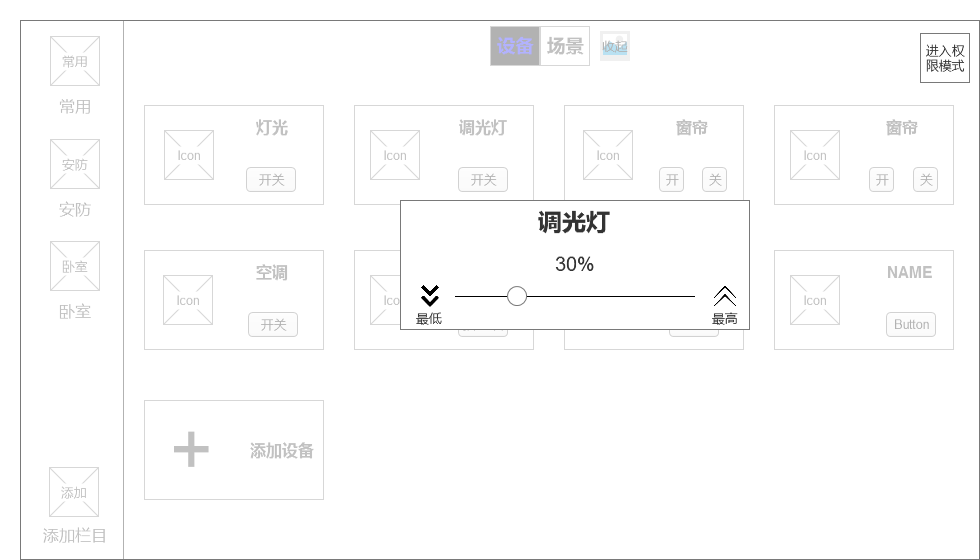 设备
场景
收起
进入权
限模式
常用
常用
安防
安防
卧室
卧室
添加
添加栏目
灯光
Icon
开关
调光灯
Icon
开关
窗帘
Icon
开
关
窗帘
Icon
开
关
调光灯
30%
最低
最高
空调
Icon
开关
NAME
Icon
Button
添加设备